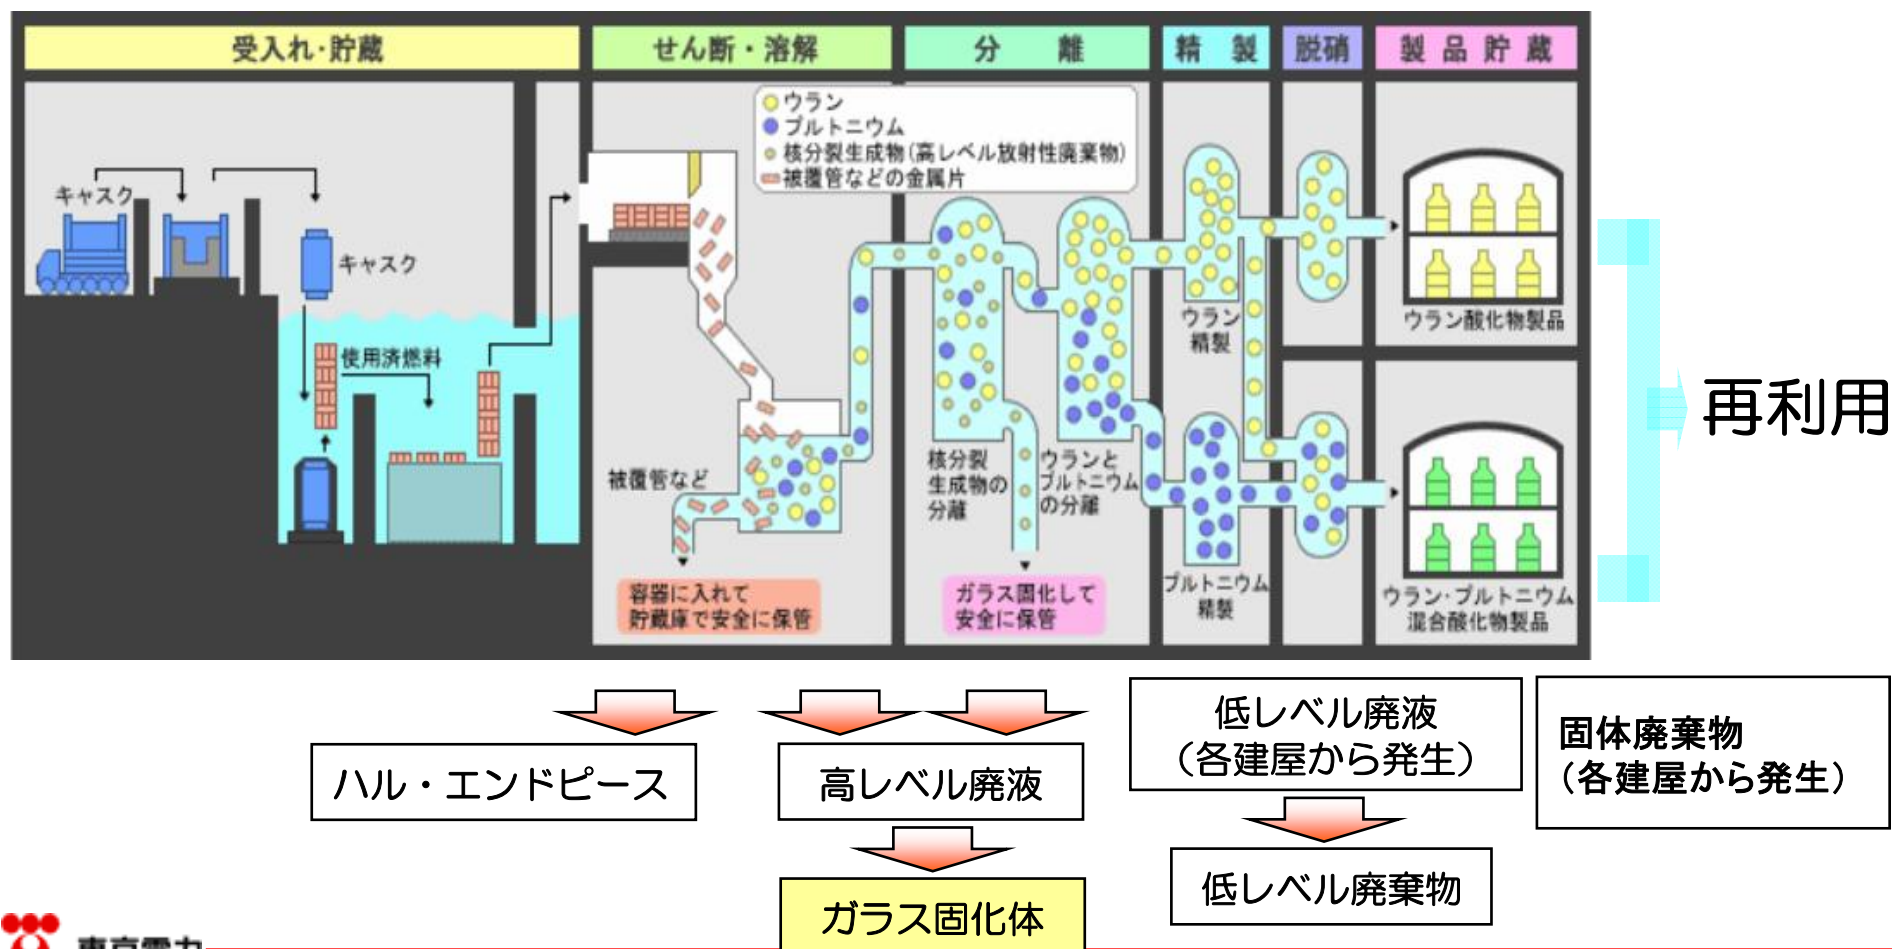 受入れ・貯蔵
せん断・溶解
分離
精製
脱硝
製品貯蔵
ウラン
プルトニウム
核分裂生成物(高レベル放射性廃棄物)
被覆管などの金属片
キャスク
キャスク
使用済燃料
被覆管など
容器に入れて
貯蔵庫で安全に保管
核分裂
生成物の
分離
ウランと
プルトニウム
の分離
ガラス固化して
安全に保管
ウラン
精製
プルトニウム
精製
ウラン酸化物製品
ウラン・プルトニウム
混合酸化物製品
再利用
ハル・エンドピース
高レベル廃液
ガラス固化体
低レベル廃液
(各建屋から発生)
低レベル廃棄物
固体廃棄物
(各建屋から発生)
東京電力